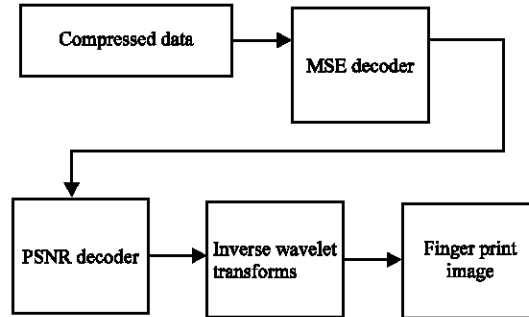 Compressed data
MSE decoder
PSNR decoder
Inverse wavelet
transforms
Finger print
image